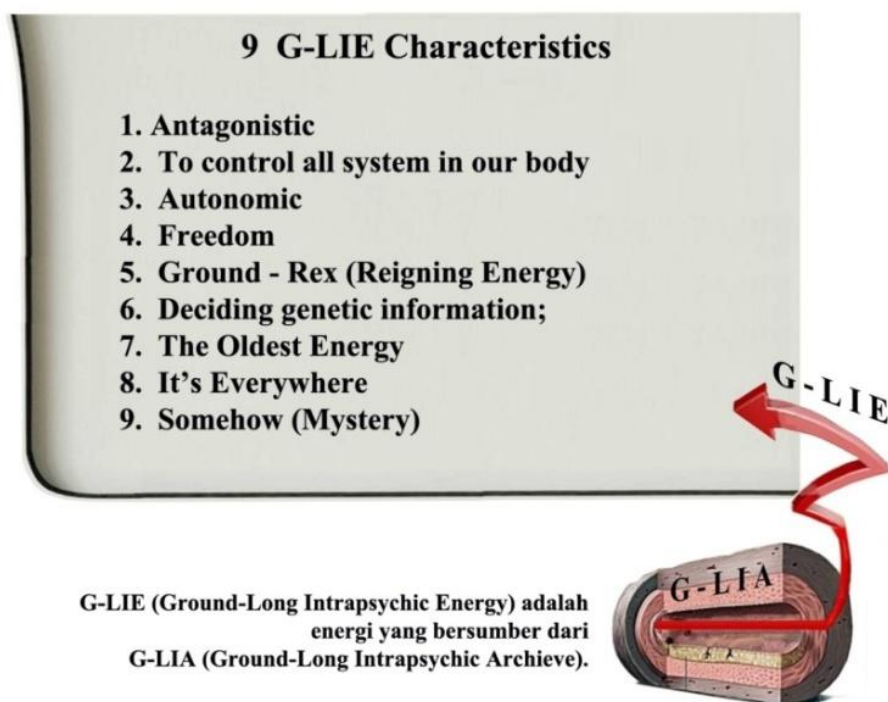 9 G-LIE Characteristics
1. Antagonistic
2. To control all system in our body
3. Autonomic
4. Freedom
5. Ground - Rex (Reigning Energy)
6. Deciding genetic information;
7. The Oldest Energy
8. It’s Everywhere
9. Somehow (Mystery)
G-LIE
G-LIA
G-LIE (Ground-Long Intrapsychic Energy) adalah
energi yang bersumber dari
G-LIA (Ground-Long Intrapsychic Archieve).